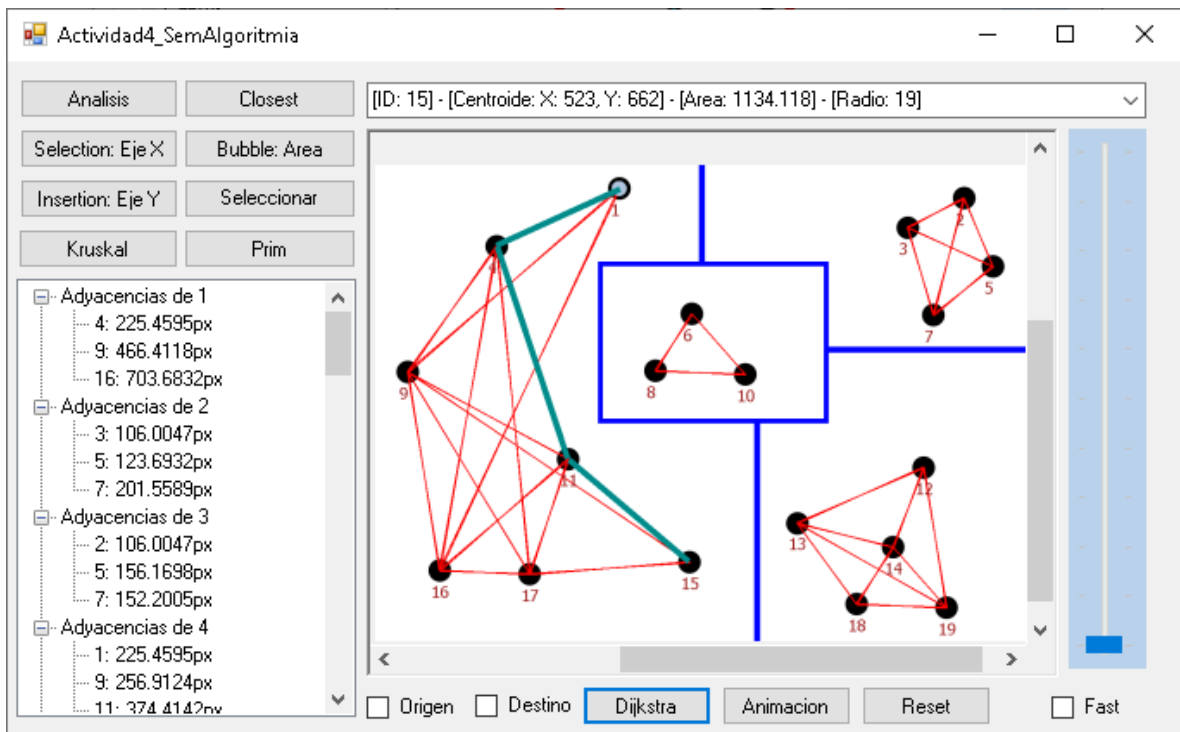 Actividad4_SemAlgoritmia
Analisis
Closest
[ID: 15] - [Centroide: X: 523, Y: 662] - [Area: 1134.118] - [Radio: 19]
Selection: Eje X
Bubble: Area
Insertion: Eje Y
Seleccionar
Kruskal
Prim
Adyacencias de 1
4: 225.4595px
9: 466.4118px
16: 703.6832px
Adyacencias de 2
3: 106.0047px
5: 123.6932px
7: 201.5589px
Adyacencias de 3
2: 106.0047px
5: 156.1698px
7: 152.2005px
Adyacencias de 4
1: 225.4595px
9: 256.9124px
11: 374.4142px
1
2
3
4
5
6
7
8
10
9
11
12
13
14
15
16
17
18
19
Origen
Destino
Dijkstra
Animacion
Reset
Fast